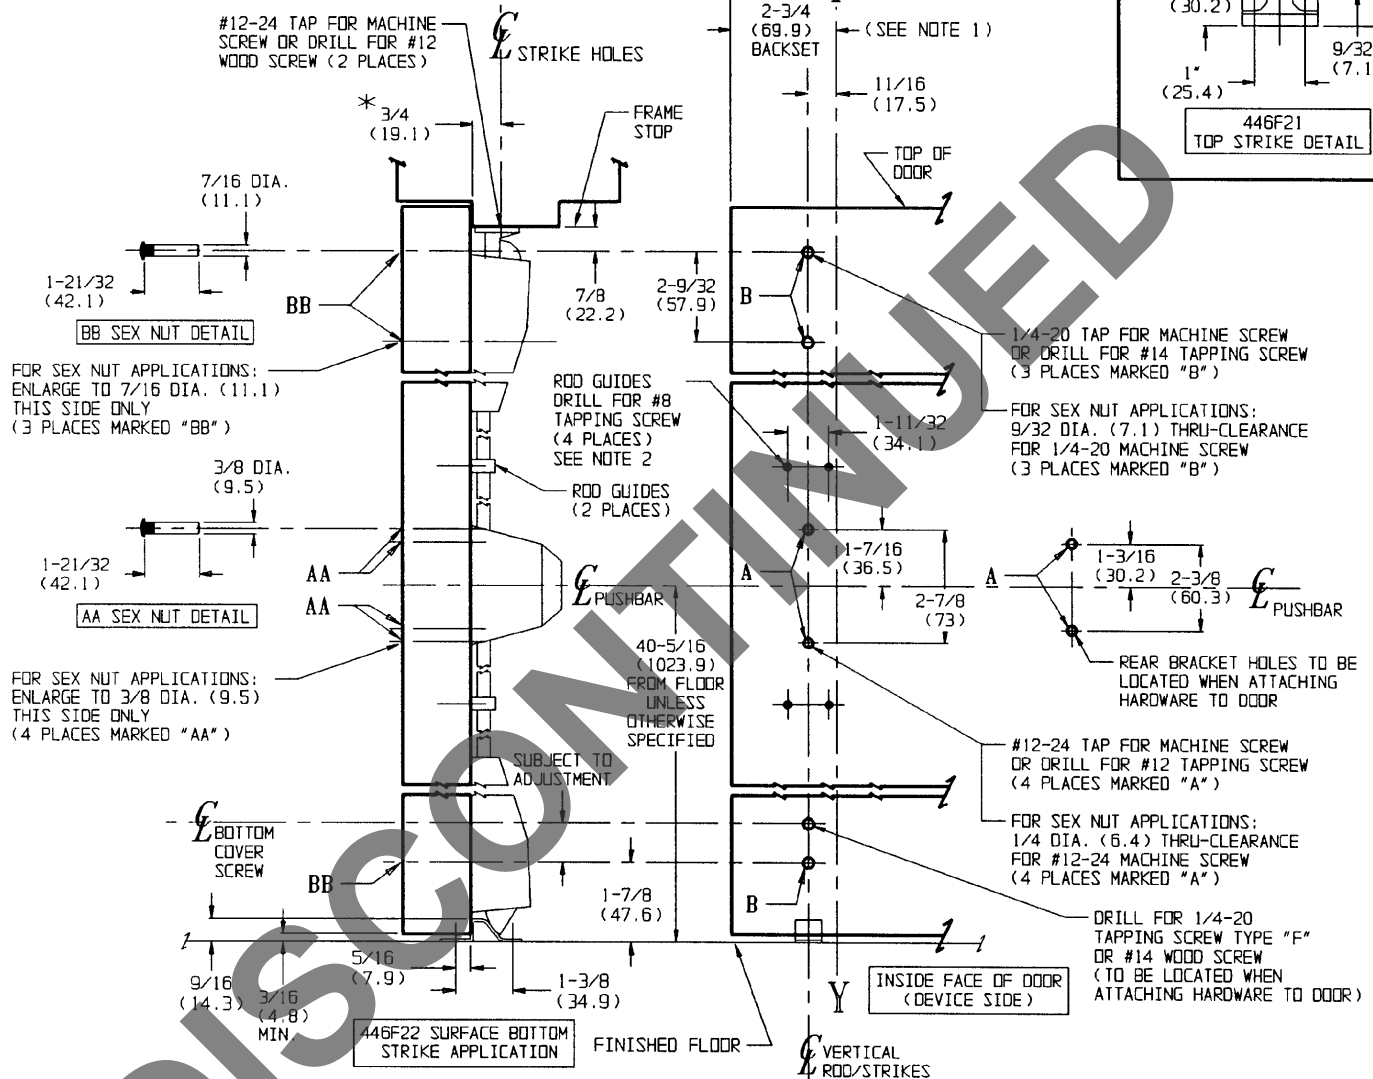 #12-24 TAP FOR MACHINE
SCREW OR DRILL FOR #12
WOOD SCREW (2 PLACES)
CL STRIKE HOLES
2-3/4
(69.9)
BACKSET
(SEE NOTE 1)
11/16
(17.5)
(30.2)
9/32
(7.1
1"
(25.4)
446F21
TOP STRIKE DETAIL
* 3/4
(19.1)
FRAME
STOP
TOP OF
DOOR
7/16 DIA.
(11.1)
1-21/32
(42.1)
BB SEX NUT DETAIL
BB
7/8
(22.2)
2-9/32
(57.9)
B
1/4-20 TAP FOR MACHINE SCREW
OR DRILL FOR #14 TAPPING SCREW
(3 PLACES MARKED "B")
FOR SEX NUT APPLICATIONS:
ENLARGE TO 7/16 DIA. (11.1)
THIS SIDE ONLY
(3 PLACES MARKED "BB")
ROD GUIDES
DRILL FOR #8
TAPPING SCREW
(4 PLACES)
SEE NOTE 2
1-11/32
(34.1)
FOR SEX NUT APPLICATIONS:
9/32 DIA. (7.1) THRU-CLEARANCE
FOR 1/4-20 MACHINE SCREW
(3 PLACES MARKED "B")
3/8 DIA.
(9.5)
ROD GUIDES
(2 PLACES)
1-21/32
(42.1)
AA SEX NUT DETAIL
AA
AA
CL PUSHBAR
A
1-7/16
(36.5)
2-7/8
(73)
A
1-3/16
(30.2)
2-3/8
(60.3)
CL PUSHBAR
40-5/16
(1023.9)
FROM FLOOR
UNLESS
OTHERWISE
SPECIFIED
REAR BRACKET HOLES TO BE
LOCATED WHEN ATTACHING
HARDWARE TO DOOR
FOR SEX NUT APPLICATIONS:
ENLARGE TO 3/8 DIA. (9.5)
THIS SIDE ONLY
(4 PLACES MARKED "AA")
SUBJECT TO
ADJUSTMENT
#12-24 TAP FOR MACHINE SCREW
OR DRILL FOR #12 TAPPING SCREW
(4 PLACES MARKED "A")
CL BOTTOM
COVER
SCREW
BB
1-7/8
(47.6)
B
FOR SEX NUT APPLICATIONS:
1/4 DIA. (6.4) THRU-CLEARANCE
FOR #12-24 MACHINE SCREW
(4 PLACES MARKED "A")
DRILL FOR 1/4-20
TAPPING SCREW TYPE "F"
OR #14 WOOD SCREW
(TO BE LOCATED WHEN
ATTACHING HARDWARE TO DOOR)
9/16
(14.3)
3/16
(4.8)
MIN.
5/16
(7.9)
1-3/8
(34.9)
446F22 SURFACE BOTTOM
STRIKE APPLICATION
FINISHED FLOOR
Y
INSIDE FACE OF DOOR
(DEVICE SIDE)
CL VERTICAL
ROD/STRIKES
DISCONTINUED